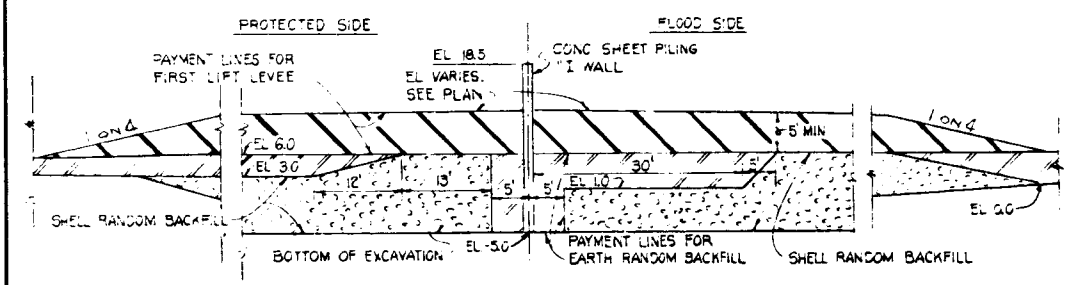 PROTECTED SIDE
FLOOD SIDE
PAYMENT LINES FOR
FIRST LIFT LEVEE
EL 18.5
EL VARIES.
SEE PLAN
CONC SHEET PILING
"I WALL
1 ON 4
1 ON 4
5' MIN
EL 6.0
EL 3.0
30'
12'
13'
5'
5'
EL 1.0
SHELL RANDOM BACKFILL
EL 0.0
BOTTOM OF EXCAVATION
EL -5.0
PAYMENT LINES FOR
EARTH RANDOM BACKFILL
SHELL RANDOM BACKFILL